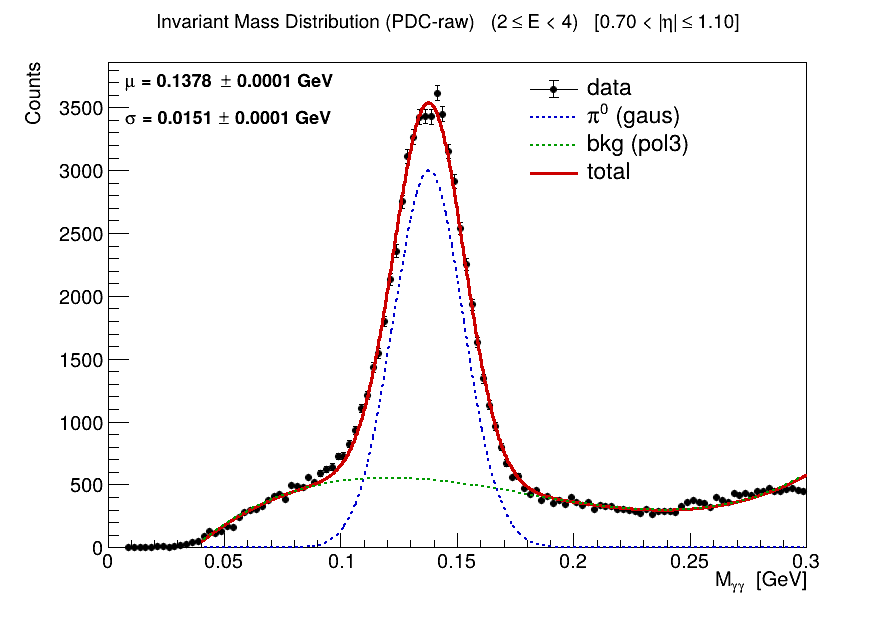 Invariant Mass Distribution (PDC-raw) (2 ≤ E < 4) [0.70 < |η| ≤ 1.10]
Counts
μ = 0.1378 ± 0.0001 GeV
σ = 0.0151 ± 0.0001 GeV
data
π⁰ (gaus)
bkg (pol3)
total
3500
3000
2500
2000
1500
1000
500
0
0 0.05 0.1 0.15 0.2 0.25 0.3
Mγγ [GeV]